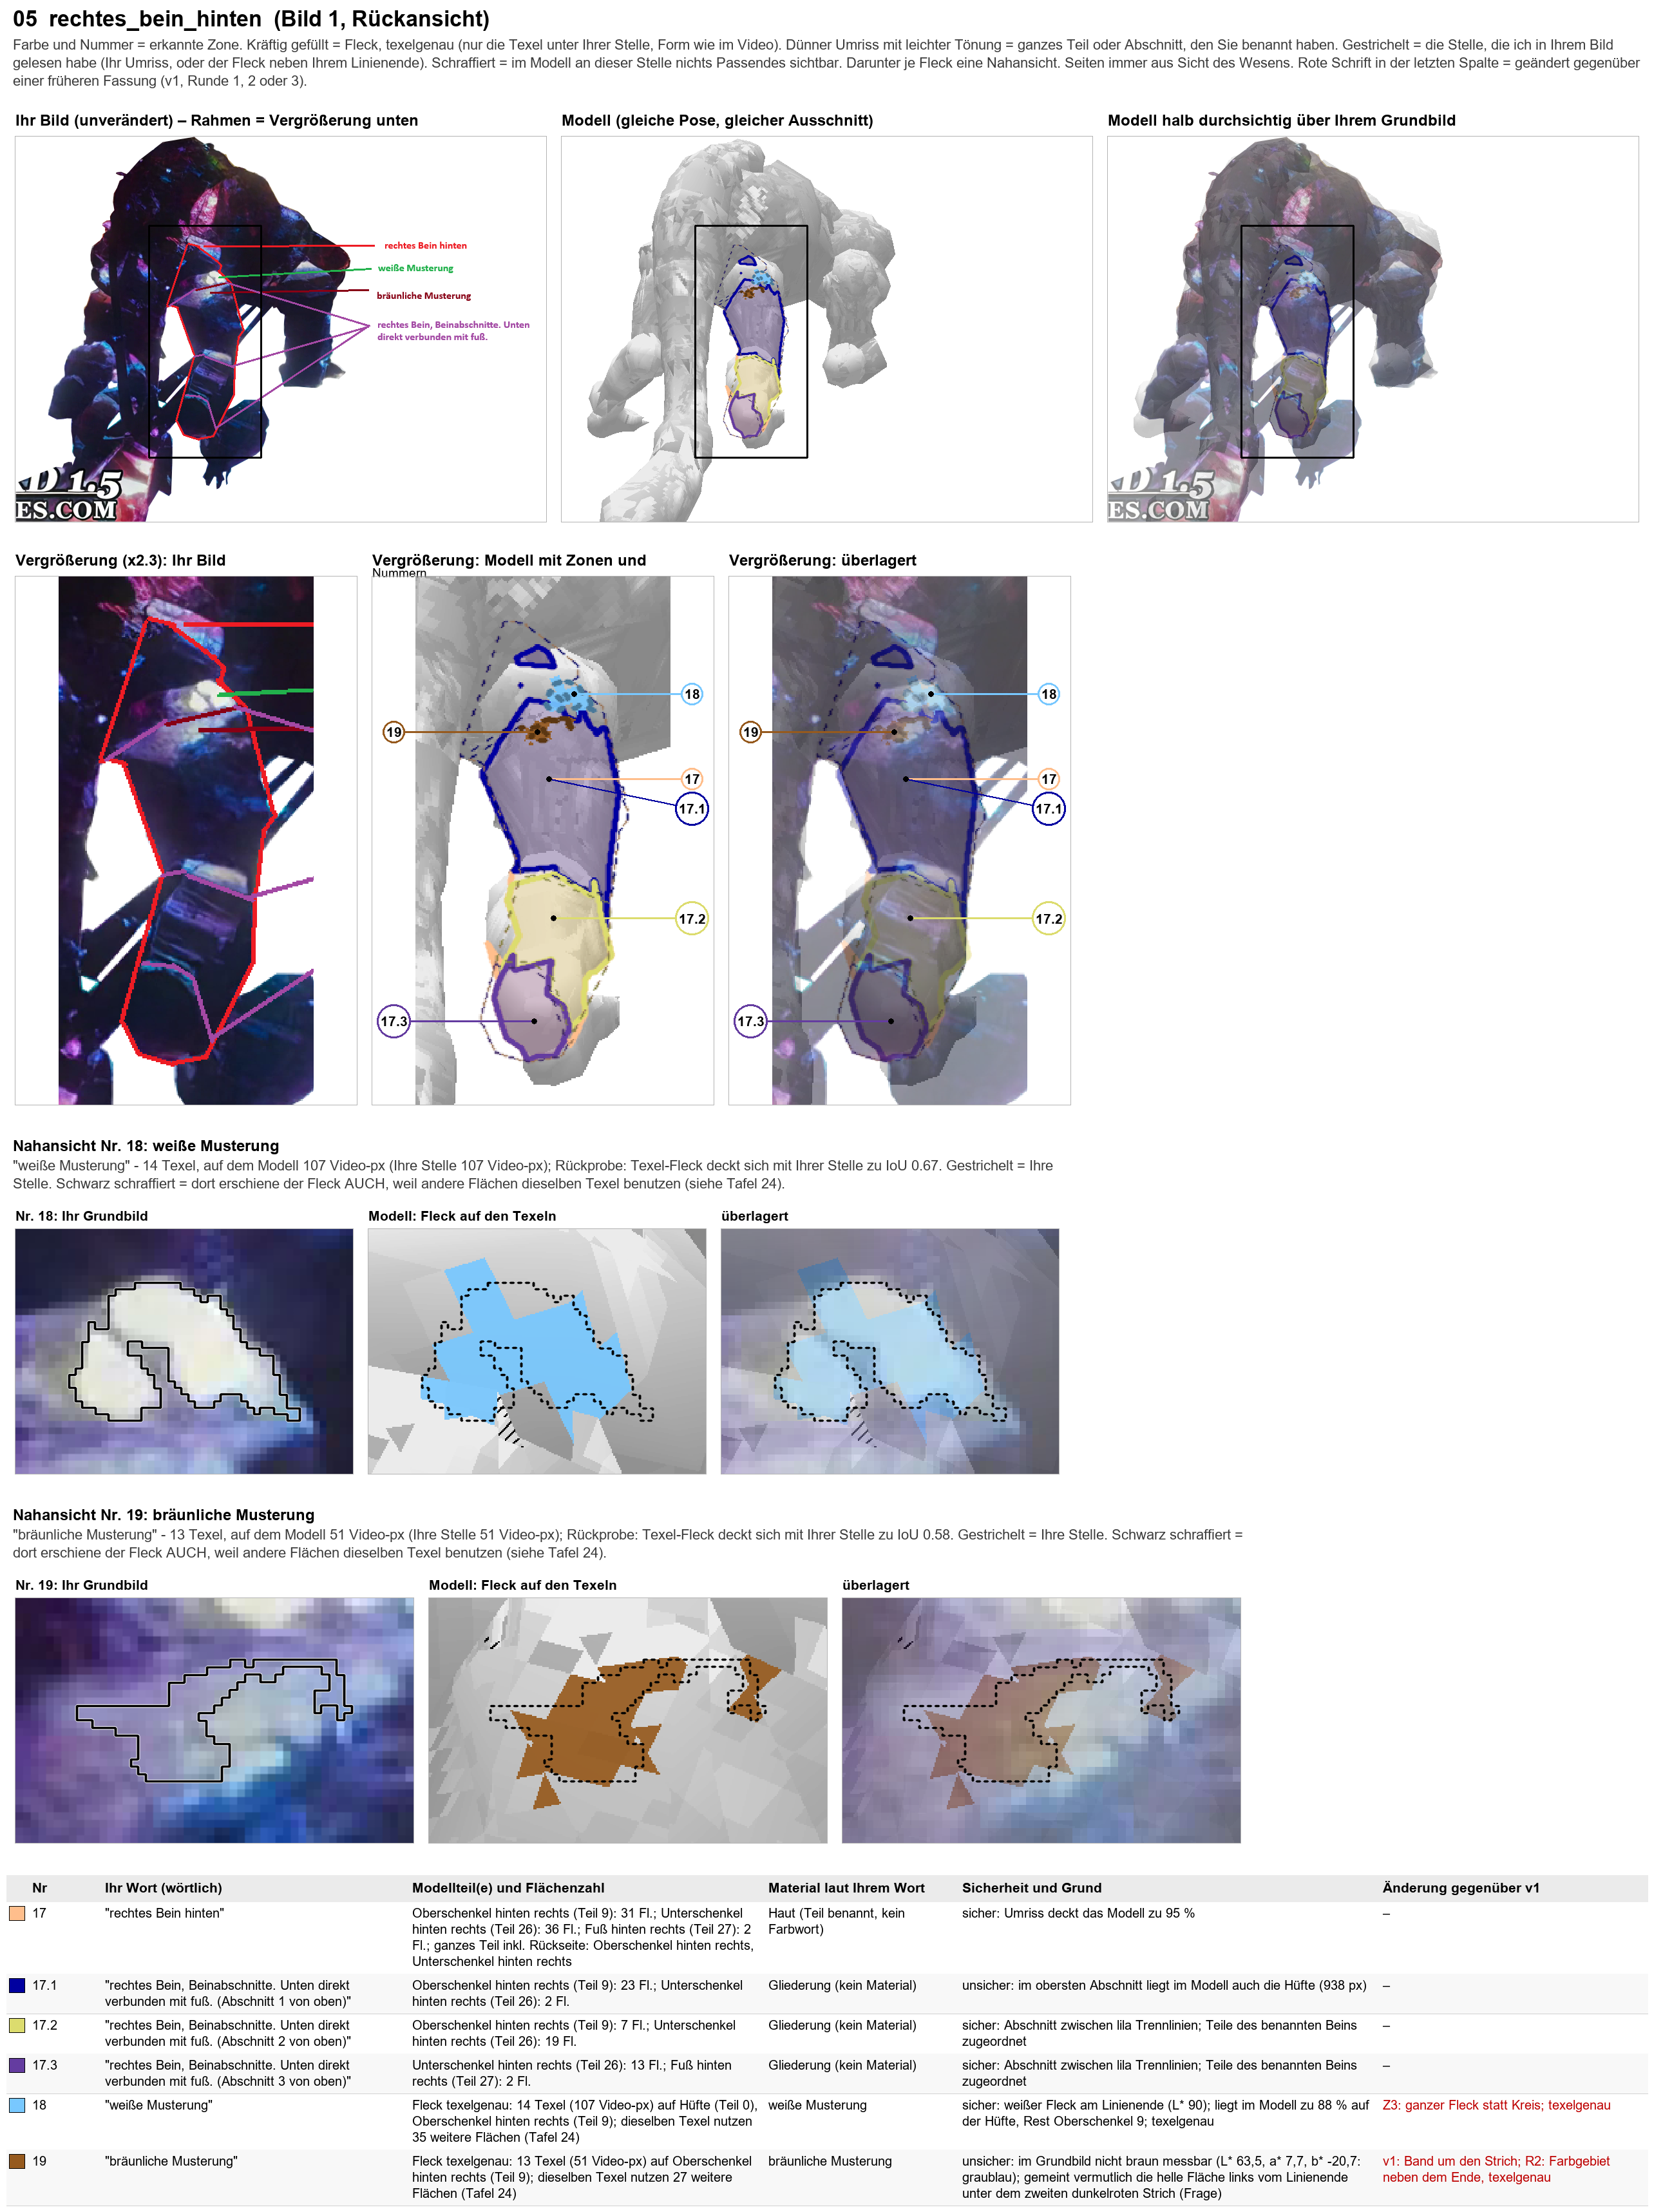 05 rechtes_bein_hinten (Bild 1, Rückansicht)
Farbe und Nummer = erkannte Zone. Kräftig gefüllt = Fleck, texelgenau (nur die Texel unter Ihrer Stelle, Form wie im Video). Dünner Umriss mit leichter Tönung = ganzes Teil oder Abschnitt, den Sie benannt haben. Gestrichelt = die Stelle, die ich in Ihrem Bild
gelesen habe (Ihr Umriss, oder der Fleck neben Ihrem Linienende). Schraffiert = im Modell an dieser Stelle nichts Passendes sichtbar. Darunter je Fleck eine Nahansicht. Seiten immer aus Sicht des Wesens. Rote Schrift in der letzten Spalte = geändert gegenüber
einer früheren Fassung (v1, Runde 1, 2 oder 3).
Ihr Bild (unverändert) – Rahmen = Vergrößerung unten
Modell (gleiche Pose, gleicher Ausschnitt)
Modell halb durchsichtig über Ihrem Grundbild
rechtes Bein hinten
weiße Musterung
bräunliche Musterung
rechtes Bein, Beinabschnitte. Unten
direkt verbunden mit fuß.
D 1.5
ES.COM
D 1.5
ES.COM
Vergrößerung (x2.3): Ihr Bild
Vergrößerung: Modell mit Zonen und
Nummern
Vergrößerung: überlagert
18
19
17
17.1
17.2
17.3
18
19
17
17.1
17.2
17.3
Nahansicht Nr. 18: weiße Musterung
"weiße Musterung" - 14 Texel, auf dem Modell 107 Video-px (Ihre Stelle 107 Video-px); Rückprobe: Texel-Fleck deckt sich mit Ihrer Stelle zu IoU 0.67. Gestrichelt = Ihre
Stelle. Schwarz schraffiert = dort erschiene der Fleck AUCH, weil andere Flächen dieselben Texel benutzen (siehe Tafel 24).
Nr. 18: Ihr Grundbild
Modell: Fleck auf den Texeln
überlagert
Nahansicht Nr. 19: bräunliche Musterung
"bräunliche Musterung" - 13 Texel, auf dem Modell 51 Video-px (Ihre Stelle 51 Video-px); Rückprobe: Texel-Fleck deckt sich mit Ihrer Stelle zu IoU 0.58. Gestrichelt = Ihre Stelle. Schwarz schraffiert =
dort erschiene der Fleck AUCH, weil andere Flächen dieselben Texel benutzen (siehe Tafel 24).
Nr. 19: Ihr Grundbild
Modell: Fleck auf den Texeln
überlagert
Nr
Ihr Wort (wörtlich)
Modellteil(e) und Flächenzahl
Material laut Ihrem Wort
Sicherheit und Grund
Änderung gegenüber v1
17
"rechtes Bein hinten"
Oberschenkel hinten rechts (Teil 9): 31 Fl.; Unterschenkel
hinten rechts (Teil 26): 36 Fl.; Fuß hinten rechts (Teil 27): 2
Fl.; ganzes Teil inkl. Rückseite: Oberschenkel hinten rechts,
Unterschenkel hinten rechts
Haut (Teil benannt, kein
Farbwort)
sicher: Umriss deckt das Modell zu 95 %
–
17.1
"rechtes Bein, Beinabschnitte. Unten direkt
verbunden mit fuß. (Abschnitt 1 von oben)"
Oberschenkel hinten rechts (Teil 9): 23 Fl.; Unterschenkel
hinten rechts (Teil 26): 2 Fl.
Gliederung (kein Material)
unsicher: im obersten Abschnitt liegt im Modell auch die Hüfte (938 px)
–
17.2
"rechtes Bein, Beinabschnitte. Unten direkt
verbunden mit fuß. (Abschnitt 2 von oben)"
Oberschenkel hinten rechts (Teil 9): 7 Fl.; Unterschenkel
hinten rechts (Teil 26): 19 Fl.
Gliederung (kein Material)
sicher: Abschnitt zwischen lila Trennlinien; Teile des benannten Beins
zugeordnet
–
17.3
"rechtes Bein, Beinabschnitte. Unten direkt
verbunden mit fuß. (Abschnitt 3 von oben)"
Unterschenkel hinten rechts (Teil 26): 13 Fl.; Fuß hinten
rechts (Teil 27): 2 Fl.
Gliederung (kein Material)
sicher: Abschnitt zwischen lila Trennlinien; Teile des benannten Beins
zugeordnet
–
18
"weiße Musterung"
Fleck texelgenau: 14 Texel (107 Video-px) auf Hüfte (Teil 0),
Oberschenkel hinten rechts (Teil 9); dieselben Texel nutzen
35 weitere Flächen (Tafel 24)
weiße Musterung
sicher: weißer Fleck am Linienende (L* 90); liegt im Modell zu 88 % auf
der Hüfte, Rest Oberschenkel 9; texelgenau
Z3: ganzer Fleck statt Kreis; texelgenau
19
"bräunliche Musterung"
Fleck texelgenau: 13 Texel (51 Video-px) auf Oberschenkel
hinten rechts (Teil 9); dieselben Texel nutzen 27 weitere
Flächen (Tafel 24)
bräunliche Musterung
unsicher: im Grundbild nicht braun messbar (L* 63,5, a* 7,7, b* -20,7:
graublau); gemeint vermutlich die helle Fläche links vom Linienende
unter dem zweiten dunkelroten Strich (Frage)
v1: Band um den Strich; R2: Farbgebiet
neben dem Ende, texelgenau